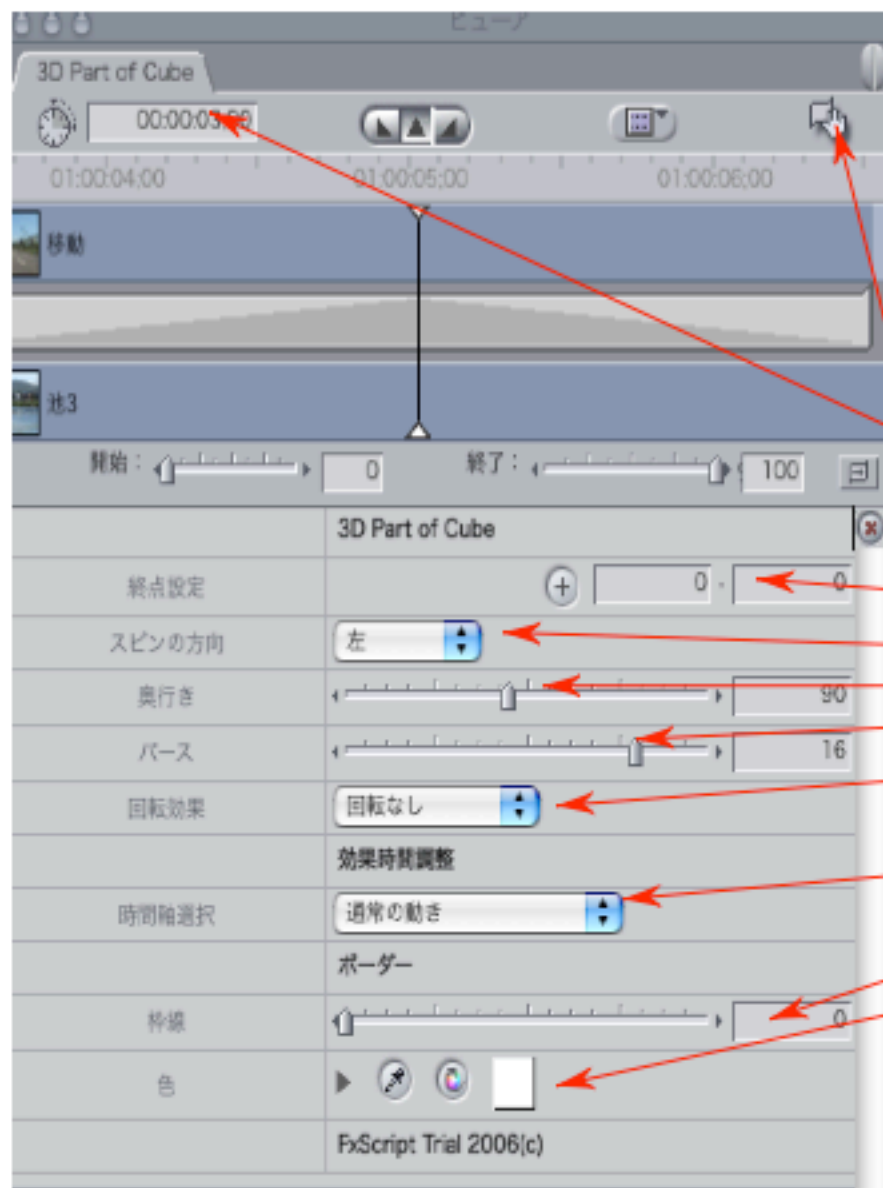 ビューア
3D Part of Cube
00:00:03;00
01:00:04;00 01:00:05;00 01:00:06;00
移動
池3
開始： 0 終了： 100
3D Part of Cube
終点設定 0 - 0
スピンの方向 左
奥行き 90
パース 16
回転効果 回転なし
効果時間調整
時間軸選択 通常の動き
ボーダー
枠線 0
色
FxScript Trial 2006(c)